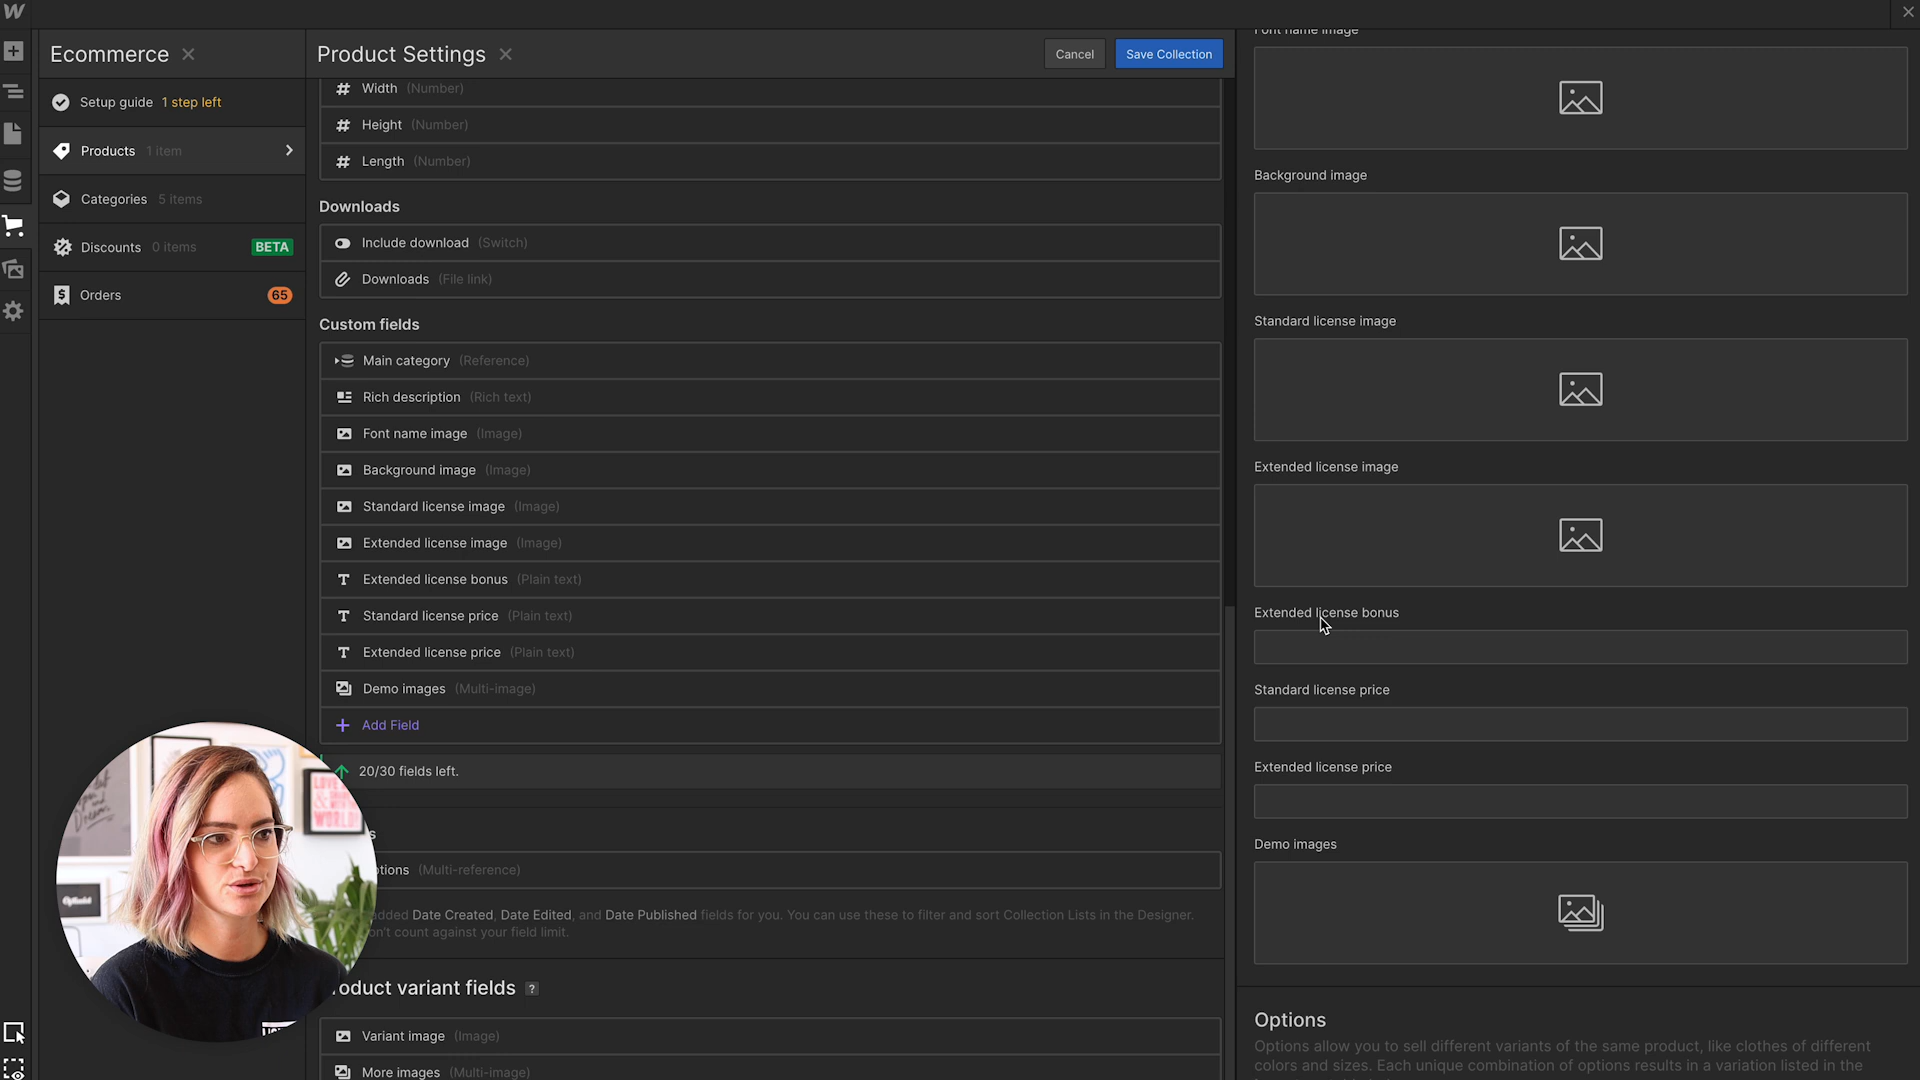 Ecommerce
Setup guide 1 step left
Products 1 item
Categories 5 items
Discounts 0 items BETA
Orders 65
Product Settings
Cancel
Save Collection
Width (Number)
Height (Number)
Length (Number)
Downloads
Include download (Switch)
Downloads (File link)
Custom fields
Main category (Reference)
Rich description (Rich text)
Font name image (Image)
Background image (Image)
Standard license image (Image)
Extended license image (Image)
Extended license bonus (Plain text)
Standard license price (Plain text)
Extended license price (Plain text)
Demo images (Multi-image)
Add Field
20/30 fields left.
(Multi-reference)
Date Created, Date Edited, and Date Published fields for you. You can use these to filter and sort Collection Lists in the Designer.
count against your field limit.
variant fields ?
Variant image (Image)
More images (Multi-image)
Font name image
Background image
Standard license image
Extended license image
Extended license bonus
Standard license price
Extended license price
Demo images
Options
Options allow you to sell different variants of the same product, like clothes of different
colors and sizes. Each unique combination of options results in a variation listed in the